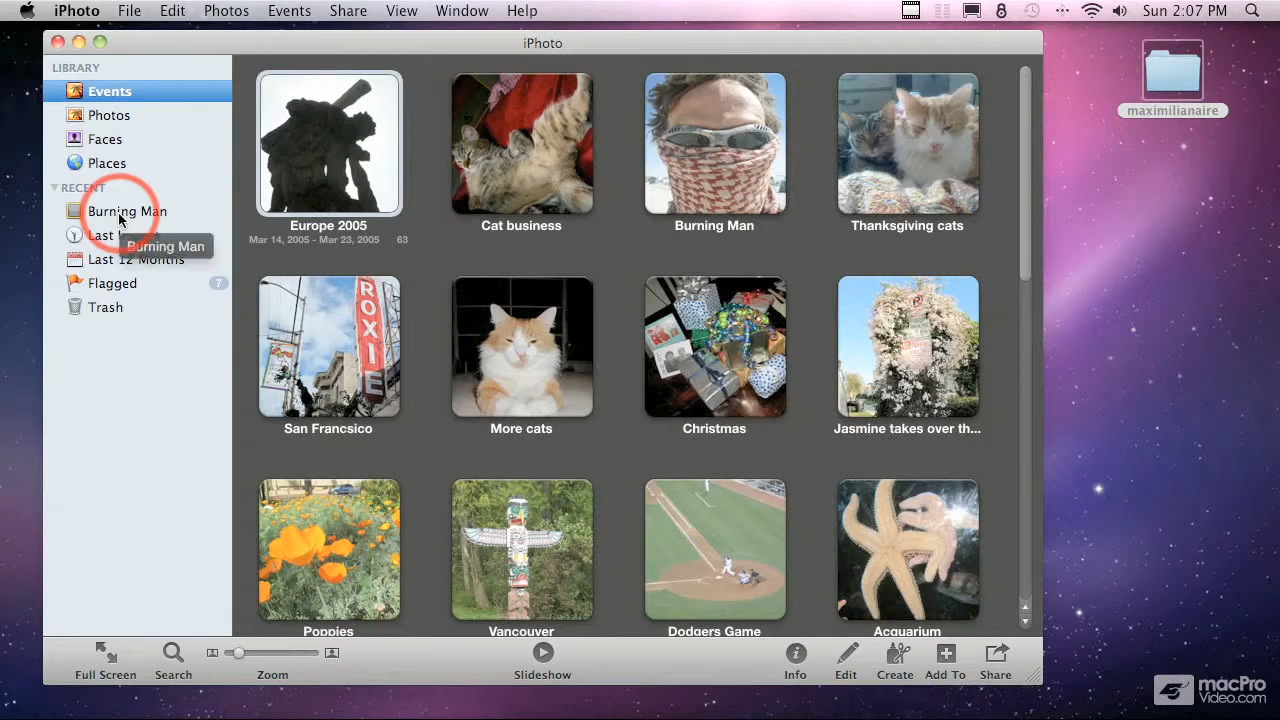 iPhoto File Edit Photos Events Share View Window Help
Sun 2:07 PM
iPhoto
LIBRARY
Events
Photos
Faces
Places
RECENT
Burning Man
Last
Burning Man
Last 12 Months
Flagged 7
Trash
Europe 2005
Mar 14, 2005 - Mar 23, 2005 63
Cat business
Burning Man
Thanksgiving cats
ROXIE
San Francsico
More cats
Christmas
Jasmine takes over th...
Poppies
Vancouver
Dodgers Game
Acquarium
Full Screen
Search
Zoom
Slideshow
Info
Edit
Create
Add To
Share
maximilianaire
macPro
Video.com